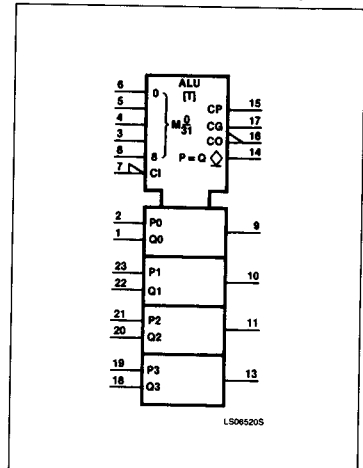 ALU
[T]
6 0 CP 15
5 CG 17
4 M 0/31 CO 16
3 P = Q 14
8 8
7 CI
2 P0 9
1 Q0
23 P1 10
22 Q1
21 P2 11
20 Q2
19 P3 13
18 Q3
LS06520S